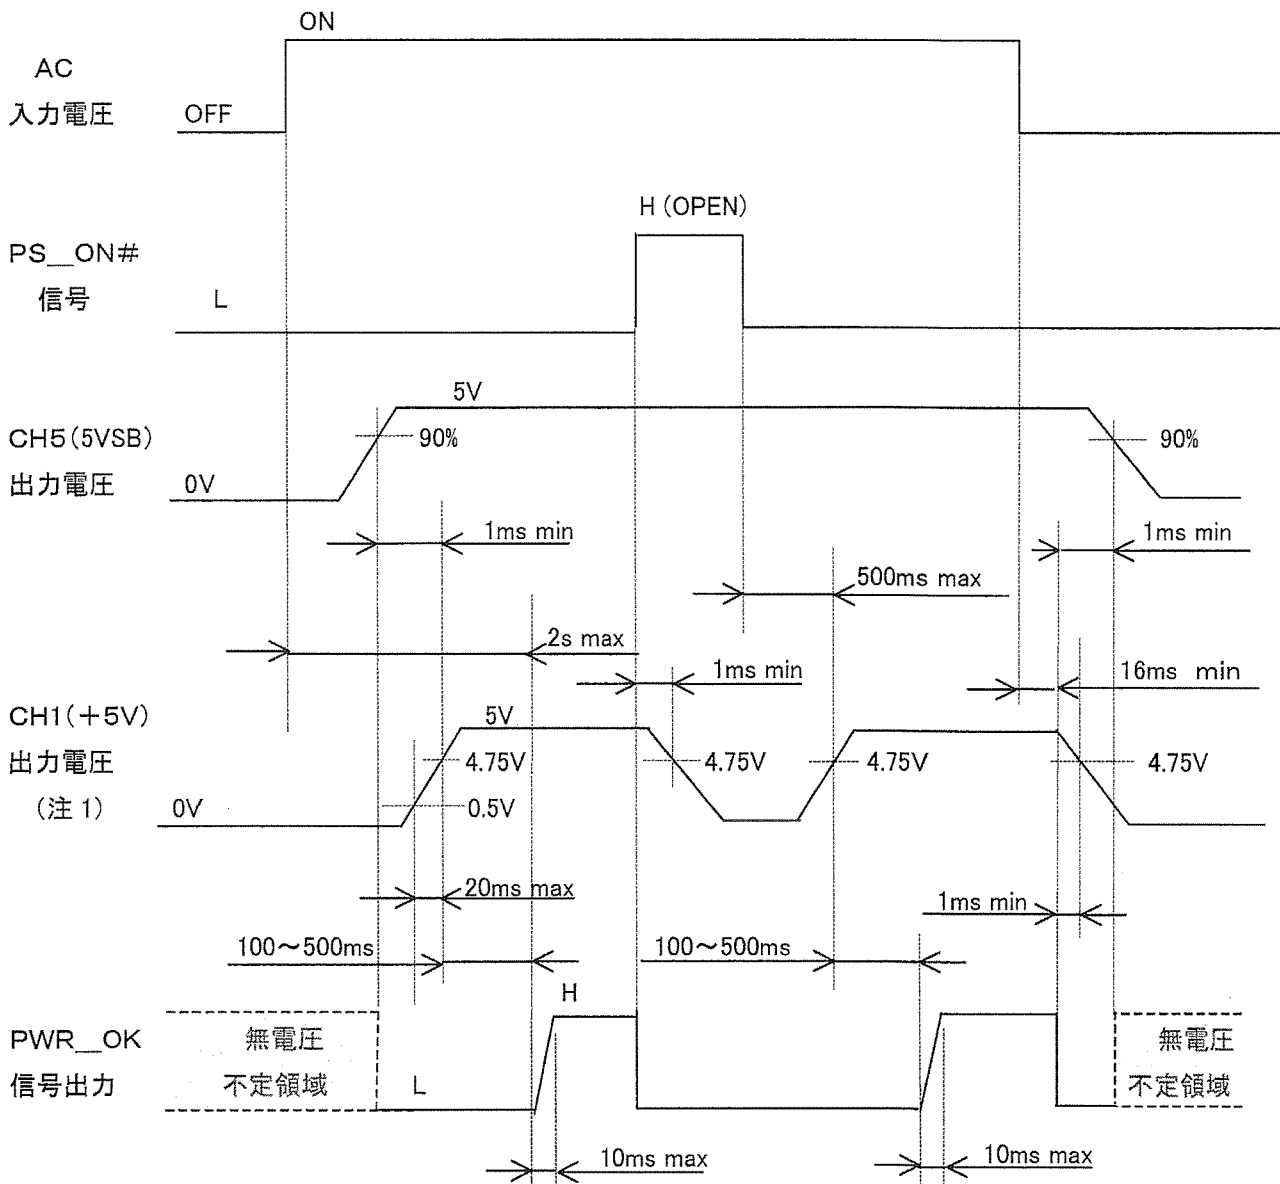 ON
AC
入力電圧
OFF
H (OPEN)
PS__ON#
信号
L
5V
CH5(5VSB)
90%
90%
出力電圧
0V
1ms min
1ms min
500ms max
2s max
1ms min
16ms min
CH1(+5V)
5V
出力電圧
4.75V
4.75V
4.75V
4.75V
(注 1)
0V
0.5V
20ms max
1ms min
100～500ms
100～500ms
H
PWR__OK
無電圧
無電圧
信号出力
不定領域
L
不定領域
10ms max
10ms max